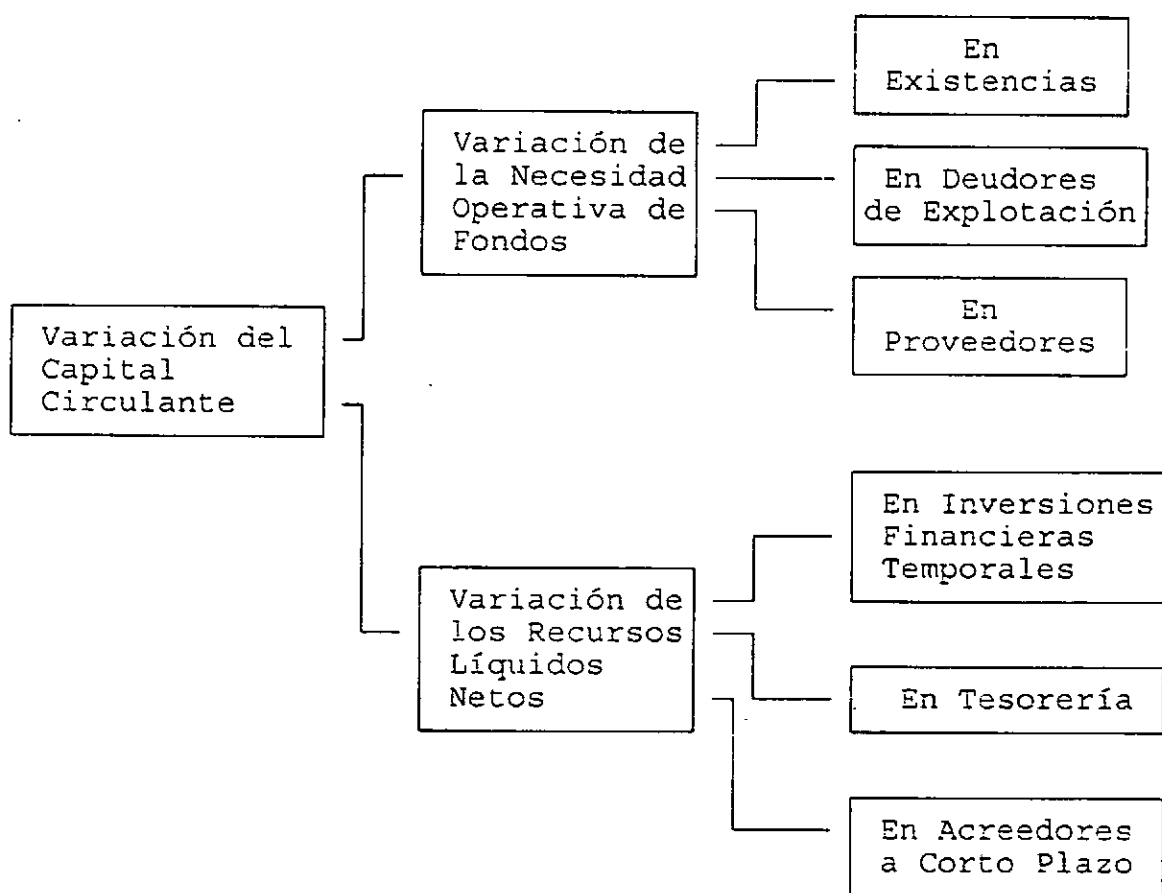 En
Existencias
Variación de
la Necesidad
Operativa de
Fondos
En Deudores
de Explotación
En
Proveedores
Variación del
Capital
Circulante
En Inversiones
Financieras
Temporales
Variación de
los Recursos
Líquidos
Netos
En Tesorería
En Acreedores
a Corto Plazo